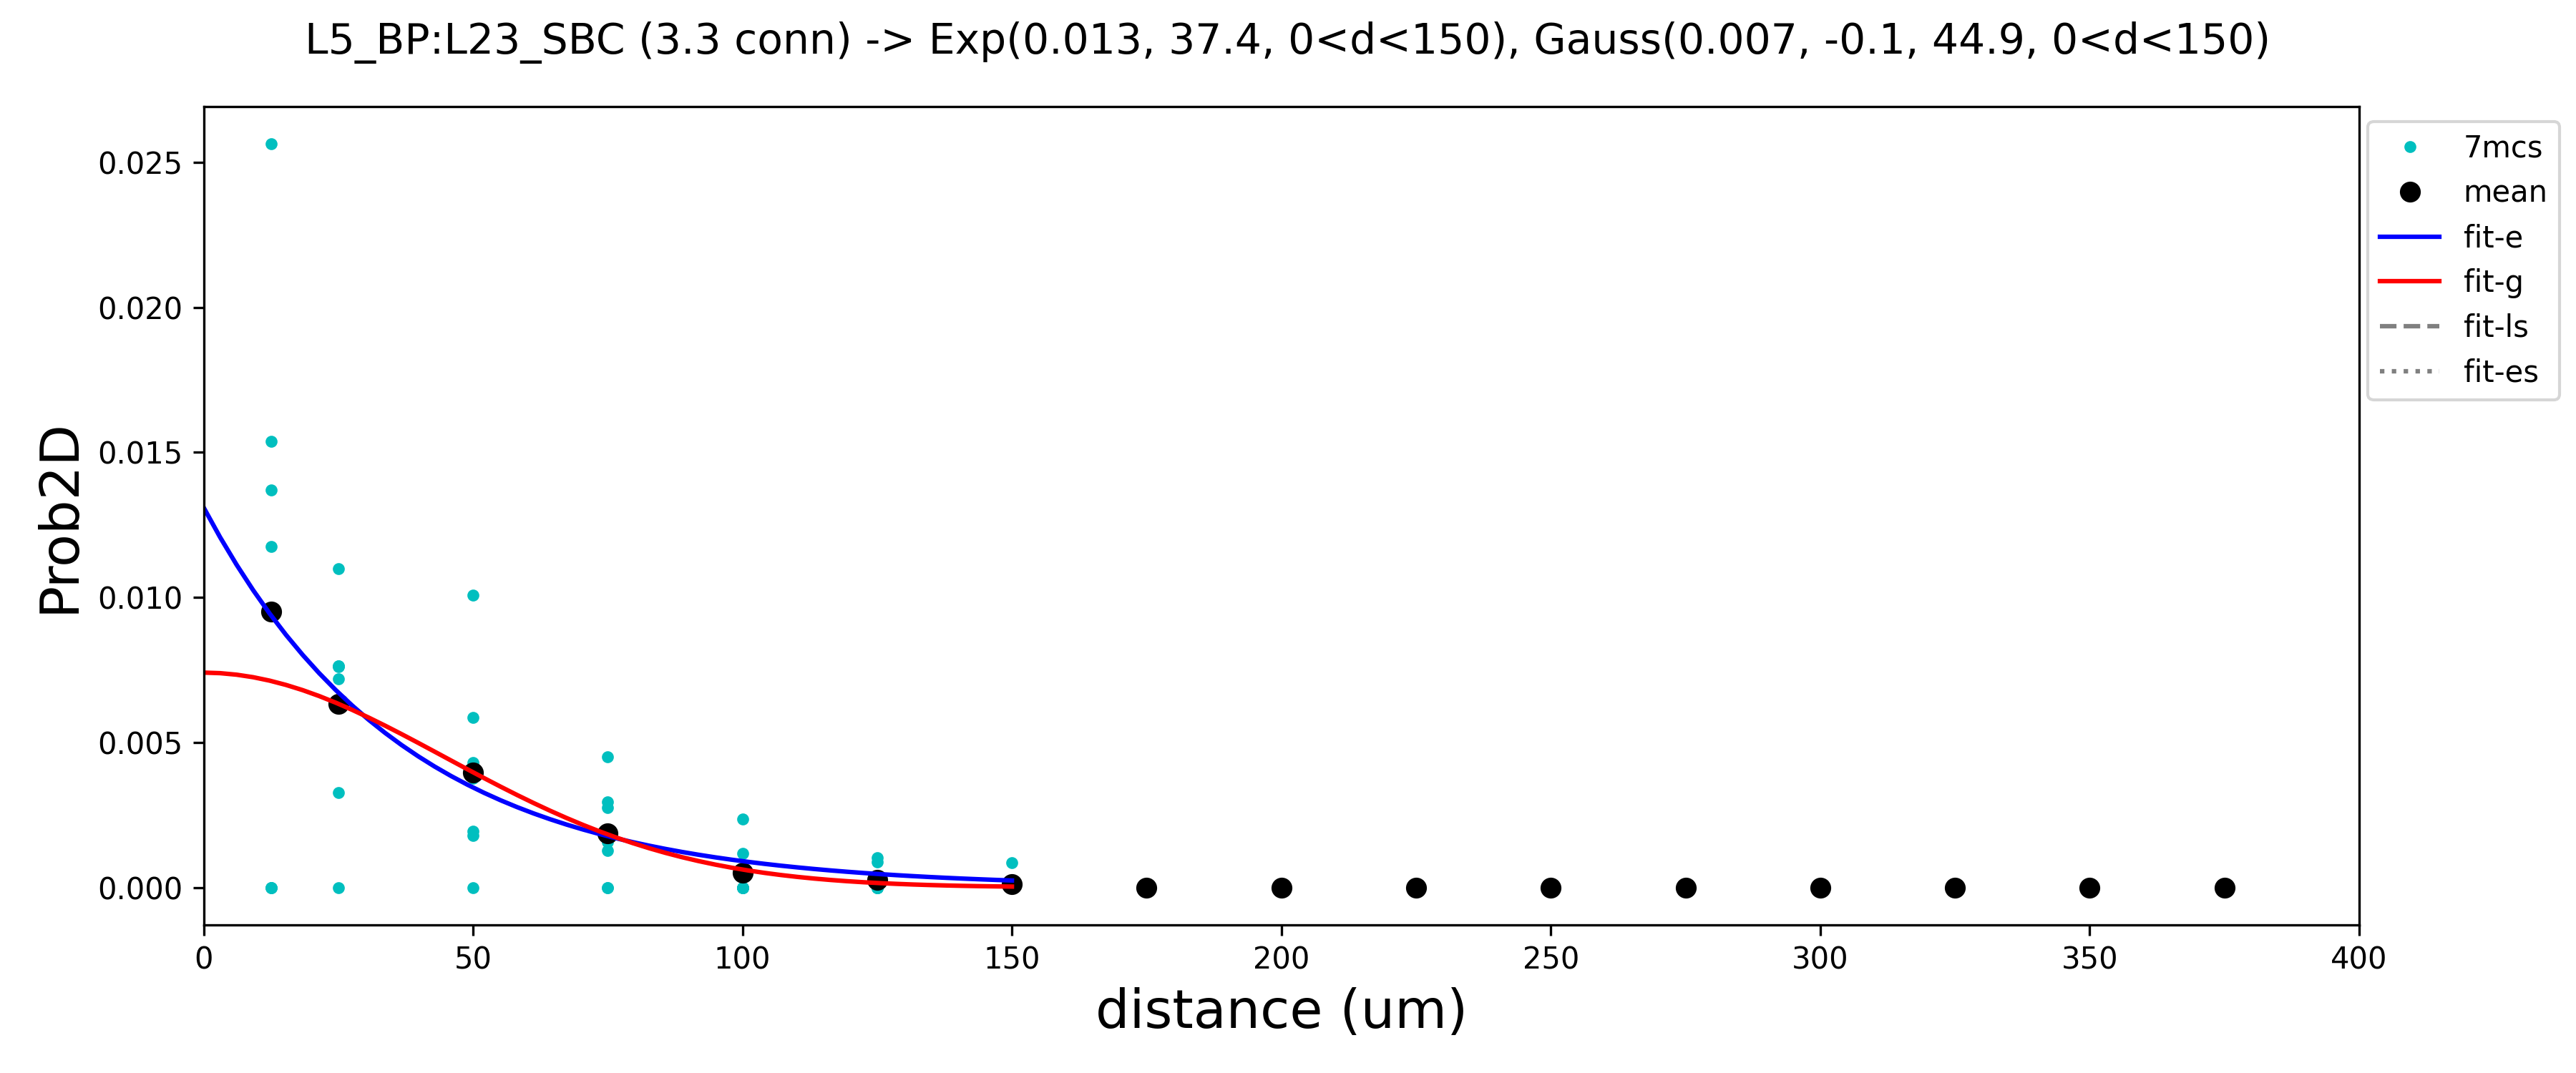 L5_BP:L23_SBC (3.3 conn) -> Exp(0.013, 37.4, 0<d<150), Gauss(0.007, -0.1, 44.9, 0<d<150)
0.025
0.020
0.015
0.010
0.005
0.000
Prob2D
0 50 100 150 200 250 300 350 400
distance (um)
7mcs
mean
fit-e
fit-g
fit-ls
fit-es